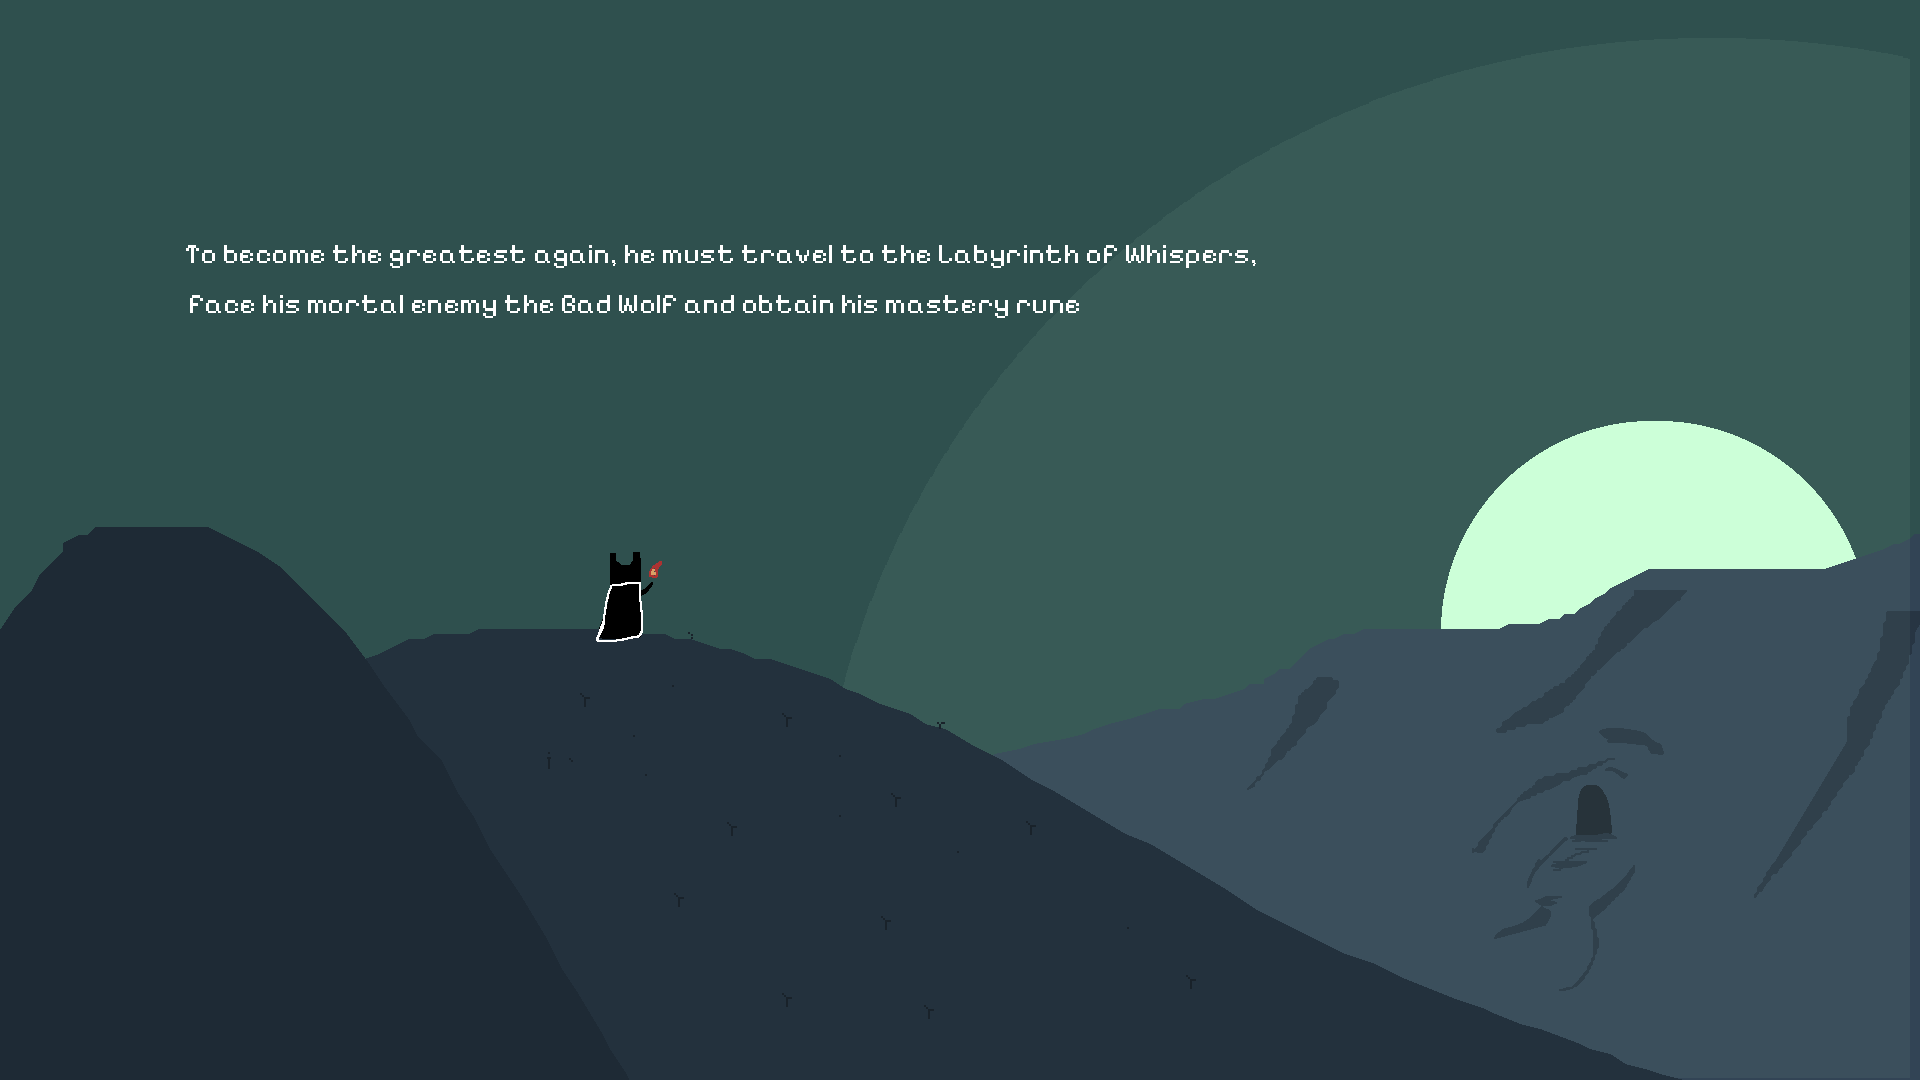 To become the greatest again, he must travel to the Labyrinth of Whispers,
face his mortal enemy the Bad Wolf and obtain his mastery rune